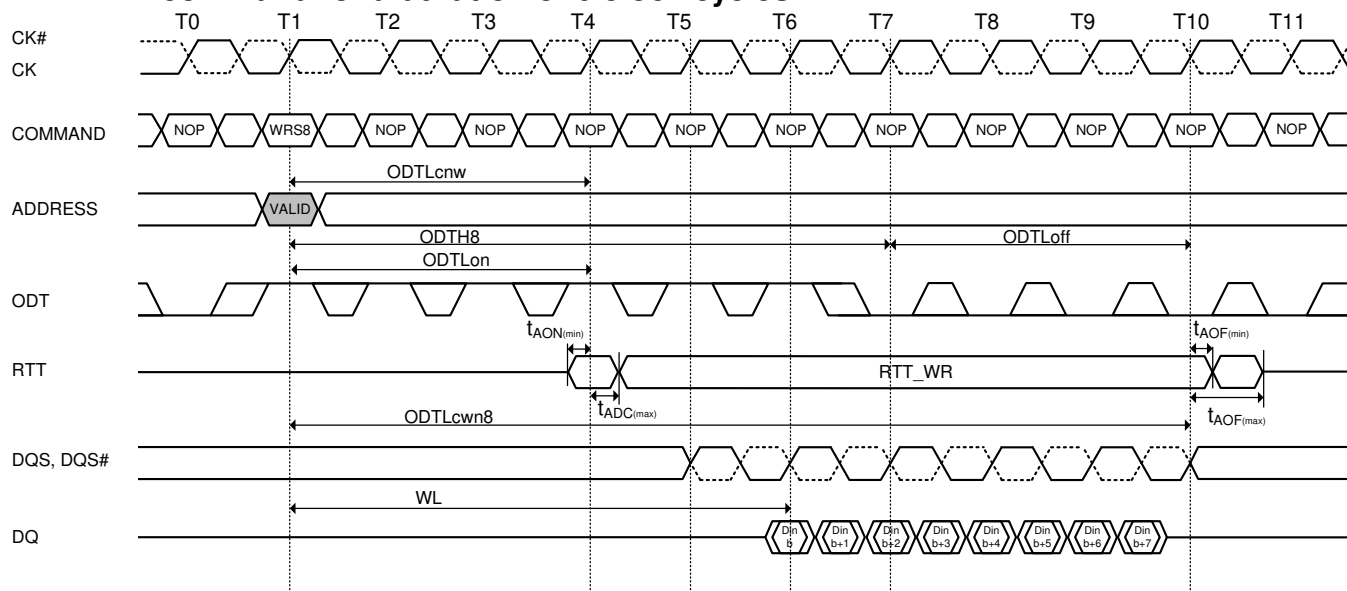 T0 T1 T2 T3 T4 T5 T6 T7 T8 T9 T10 T11
CK#
CK
COMMAND NOP WRS8 NOP NOP NOP NOP NOP NOP NOP NOP NOP NOP
ODTLcnw
ADDRESS VALID
ODTH8 ODTLoff
ODTLon
ODT
tAON(min) tAOF(min)
RTT RTT_WR
tADC(max) tAOF(max)
ODTLcwn8
DQS, DQS#
WL
DQ Din b Din b+1 Din b+2 Din b+3 Din b+4 Din b+5 Din b+6 Din b+7